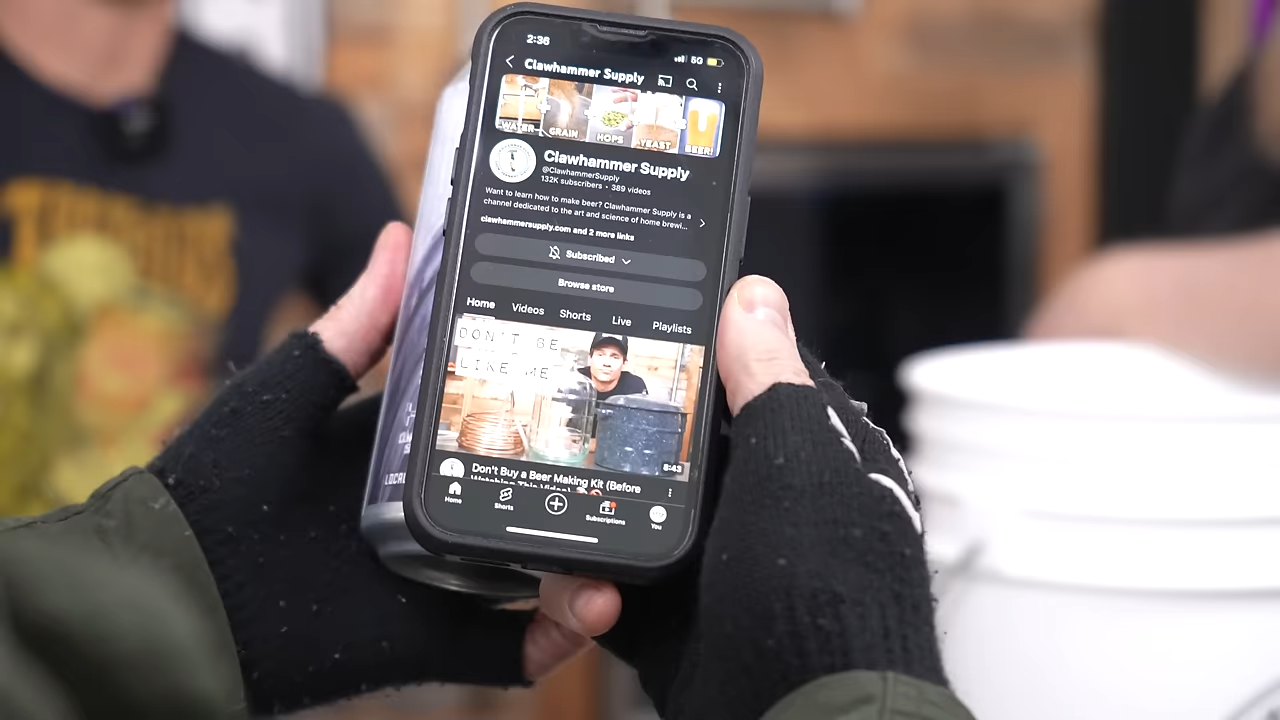 2:36
5G
Clawhammer Supply
WATER
GRAIN
HOPS
YEAST
BEER
Clawhammer Supply
@ClawhammerSupply
132K subscribers • 389 videos
Want to learn how to make beer? Clawhammer Supply is a
channel dedicated to the art and science of home brewi...
clawhammersupply.com and 2 more links
Subscribed
Browse store
Home Videos Shorts Live Playlists
DON'T BE
LIKE ME
8:43
Don't Buy a Beer Making Kit (Before
Watching This Video)
Home Shorts Subscriptions You